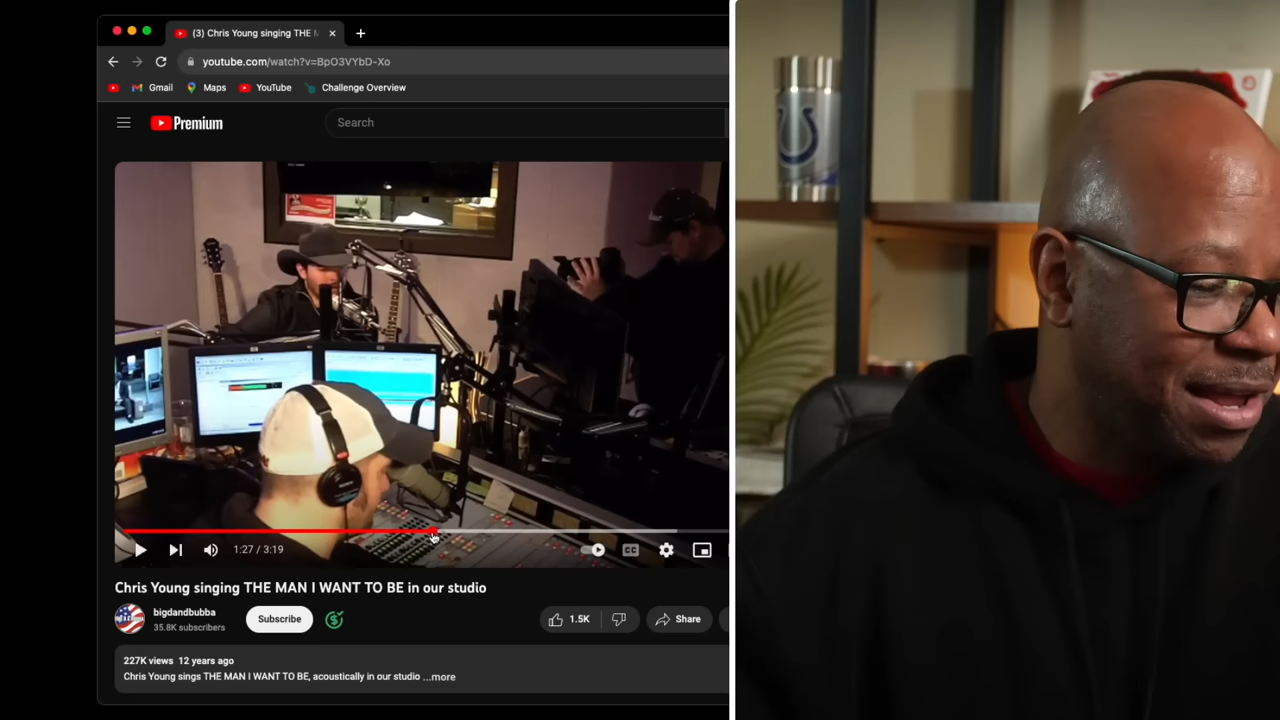 (3) Chris Young singing THE M
youtube.com/watch?v=BpO3VYbD-Xo
Gmail
Maps
YouTube
Challenge Overview
Premium
Search
1:27 / 3:19
CC
Chris Young singing THE MAN I WANT TO BE in our studio
bigdandbubba
35.8K subscribers
Subscribe
1.5K
Share
227K views 12 years ago
Chris Young sings THE MAN I WANT TO BE, acoustically in our studio ...more